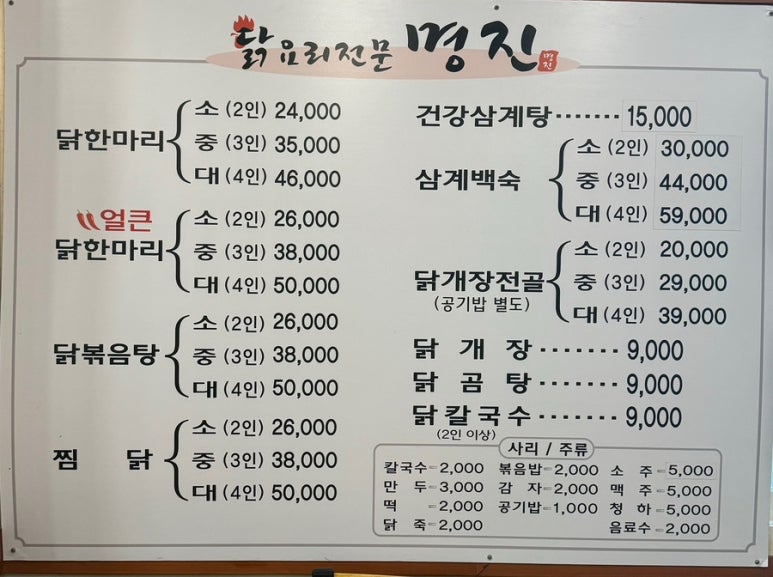 닭요리전문 명진
명진
닭한마리
소 (2인) 24,000
중 (3인) 35,000
대 (4인) 46,000
얼큰
닭한마리
소 (2인) 26,000
중 (3인) 38,000
대 (4인) 50,000
닭볶음탕
소 (2인) 26,000
중 (3인) 38,000
대 (4인) 50,000
찜 닭
소 (2인) 26,000
중 (3인) 38,000
대 (4인) 50,000
건강삼계탕······· 15,000
삼계백숙
소 (2인) 30,000
중 (3인) 44,000
대 (4인) 59,000
닭개장전골
(공기밥 별도)
소 (2인) 20,000
중 (3인) 29,000
대 (4인) 39,000
닭 개 장 ········ 9,000
닭 곰 탕 ········ 9,000
닭칼국수 ········ 9,000
(2인 이상)
사리 / 주류
칼국수=2,000 볶음밥=2,000 소 주=5,000
만 두=3,000 감 자=2,000 맥 주=5,000
떡 =2,000 공기밥=1,000 청 하=5,000
닭 죽=2,000 음료수=2,000